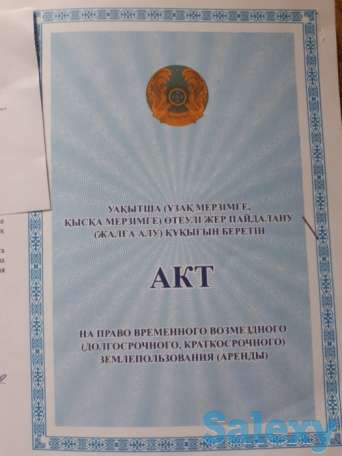 УАҚЫТША (ҰЗАҚ МЕРЗІМГЕ,
ҚЫСҚА МЕРЗІМГЕ) ӨТЕУЛІ ЖЕР ПАЙДАЛАНУ
(ЖАЛҒА АЛУ) ҚҰҚЫҒЫН БЕРЕТІН
АКТ
НА ПРАВО ВРЕМЕННОГО ВОЗМЕЗДНОГО
(ДОЛГОСРОЧНОГО, КРАТКОСРОЧНОГО)
ЗЕМЛЕПОЛЬЗОВАНИЯ (АРЕНДЫ)
Salexy